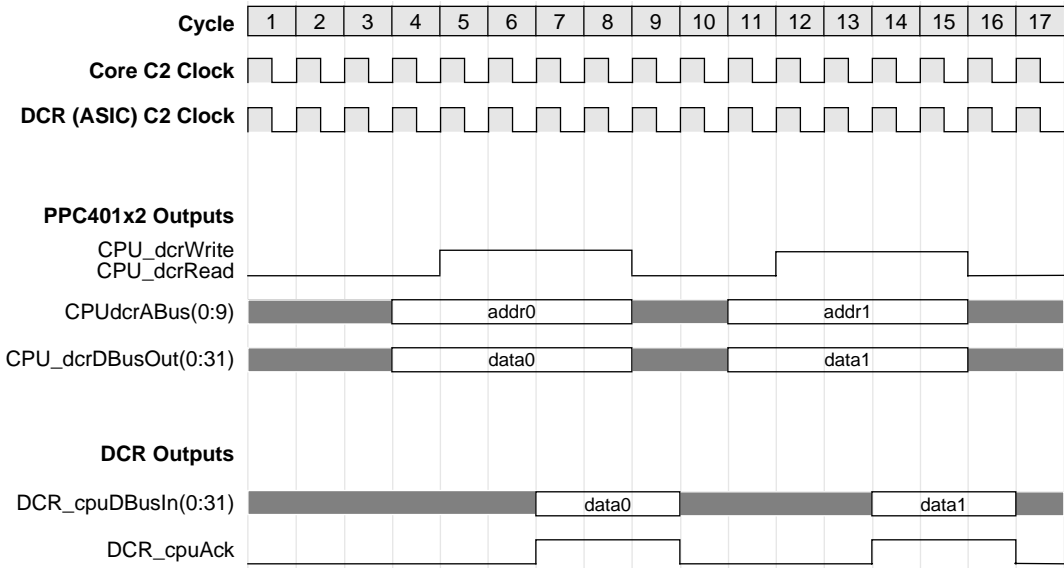 Cycle 1 2 3 4 5 6 7 8 9 10 11 12 13 14 15 16 17
Core C2 Clock
DCR (ASIC) C2 Clock
PPC401x2 Outputs
CPU_dcrWrite
CPU_dcrRead
CPUdcrABus(0:9) addr0 addr1
CPU_dcrDBusOut(0:31) data0 data1
DCR Outputs
DCR_cpuDBusIn(0:31) data0 data1
DCR_cpuAck